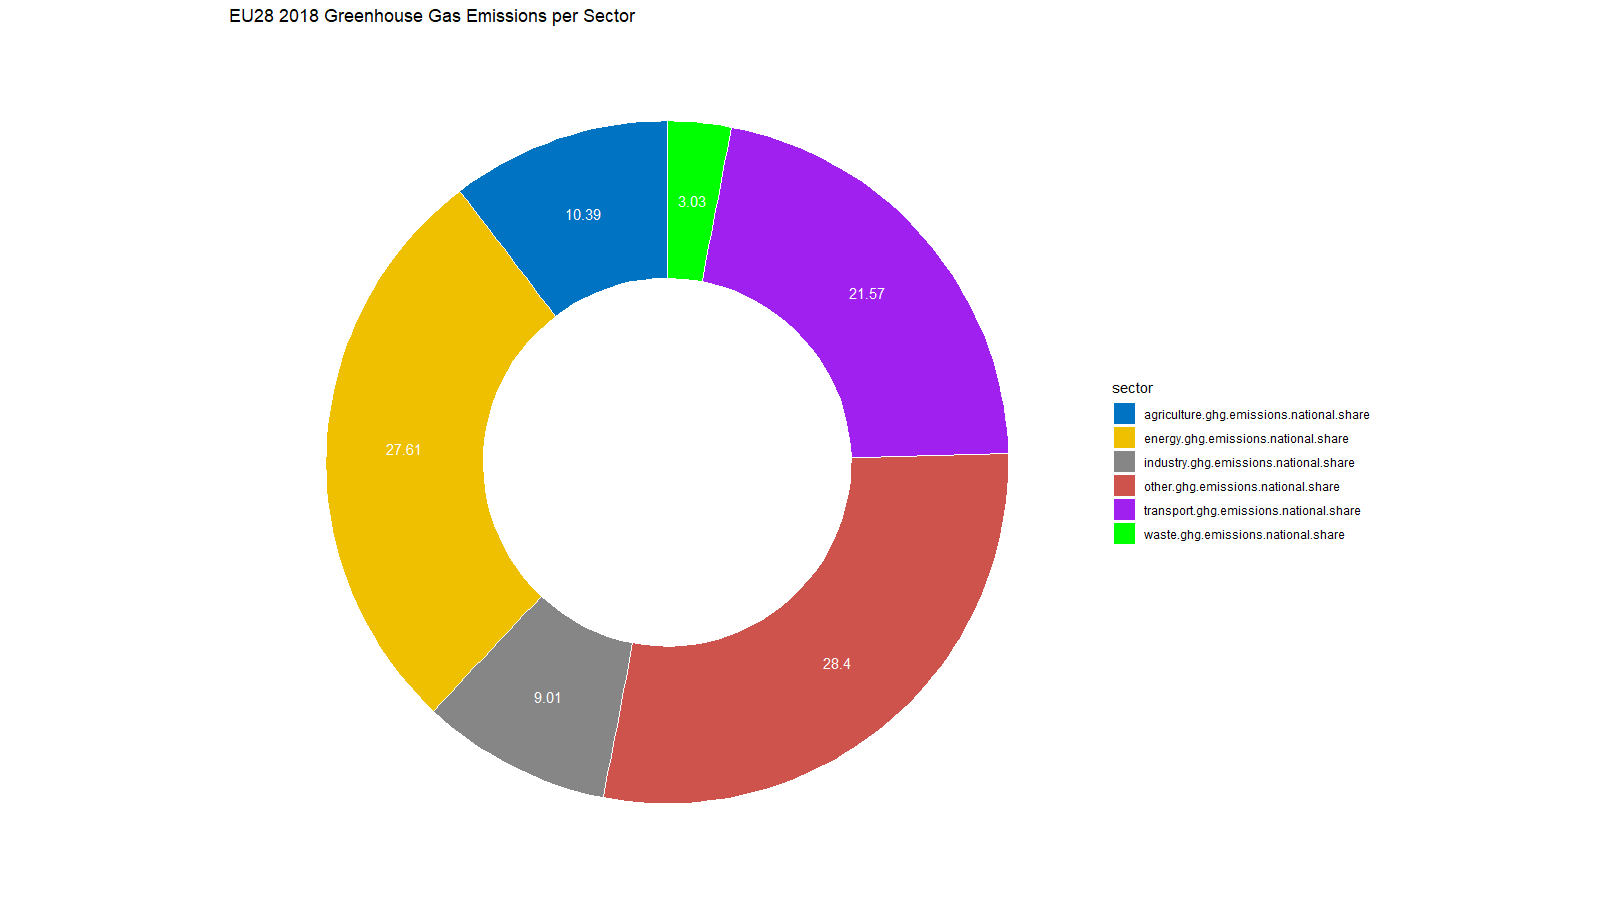 EU28 2018 Greenhouse Gas Emissions per Sector
10.39
3.03
21.57
27.61
28.4
9.01
sector
agriculture.ghg.emissions.national.share
energy.ghg.emissions.national.share
industry.ghg.emissions.national.share
other.ghg.emissions.national.share
transport.ghg.emissions.national.share
waste.ghg.emissions.national.share